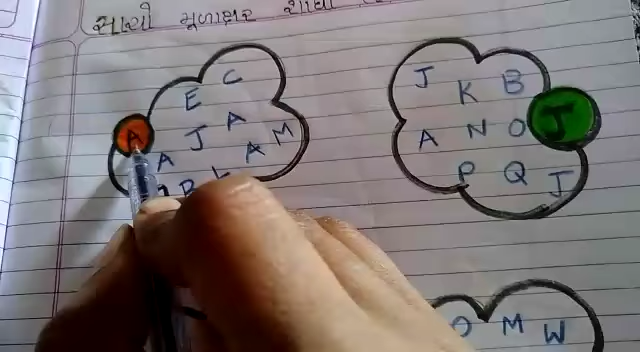 સાચો મૂળાક્ષર શોધો
E C
A J A
A L A M
B
J K B
A N O J
P Q J
O M W